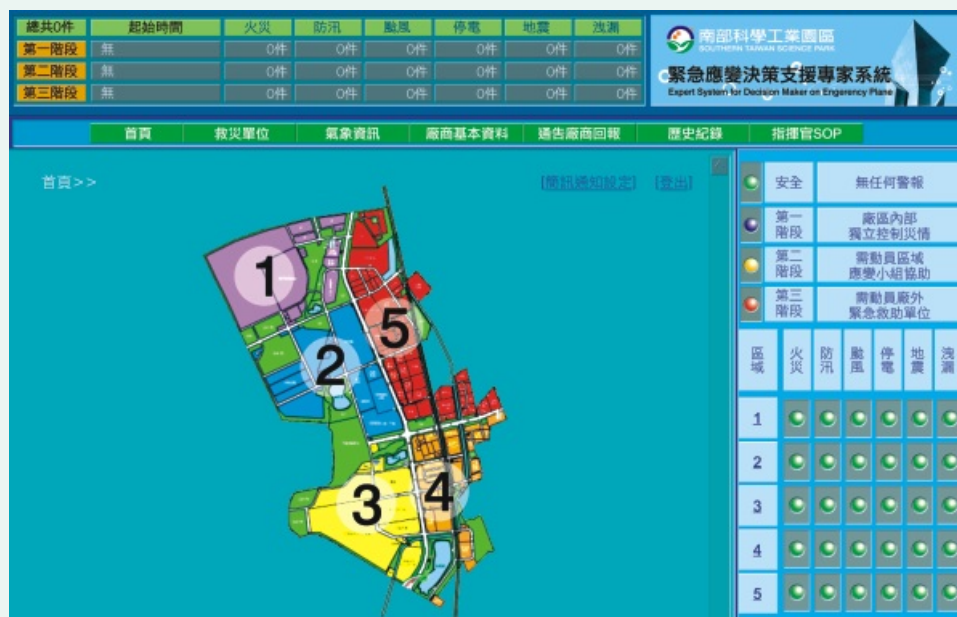 總共0件 起始時間 火災 防汛 颱風 停電 地震 洩漏
第一階段 無 0件 0件 0件 0件 0件 0件
第二階段 無 0件 0件 0件 0件 0件 0件
第三階段 無 0件 0件 0件 0件 0件 0件
南部科學工業園區
SOUTHERN TAIWAN SCIENCE PARK
緊急應變決策支援專家系統
Expert System for Decision Maker on Engerency Plane
首頁 救災單位 氣象資訊 廠商基本資料 通告廠商回報 歷史紀錄 指揮官SOP
首頁>> [簡訊通知設定] [登出]
1
2
5
3
4
安全 無任何警報
第一階段 廠區內部
獨立控制災情
第二階段 需動員區域
應變小組協助
第三階段 需動員廠外
緊急救助單位
區域 火災 防汛 颱風 停電 地震 洩漏
1
2
3
4
5